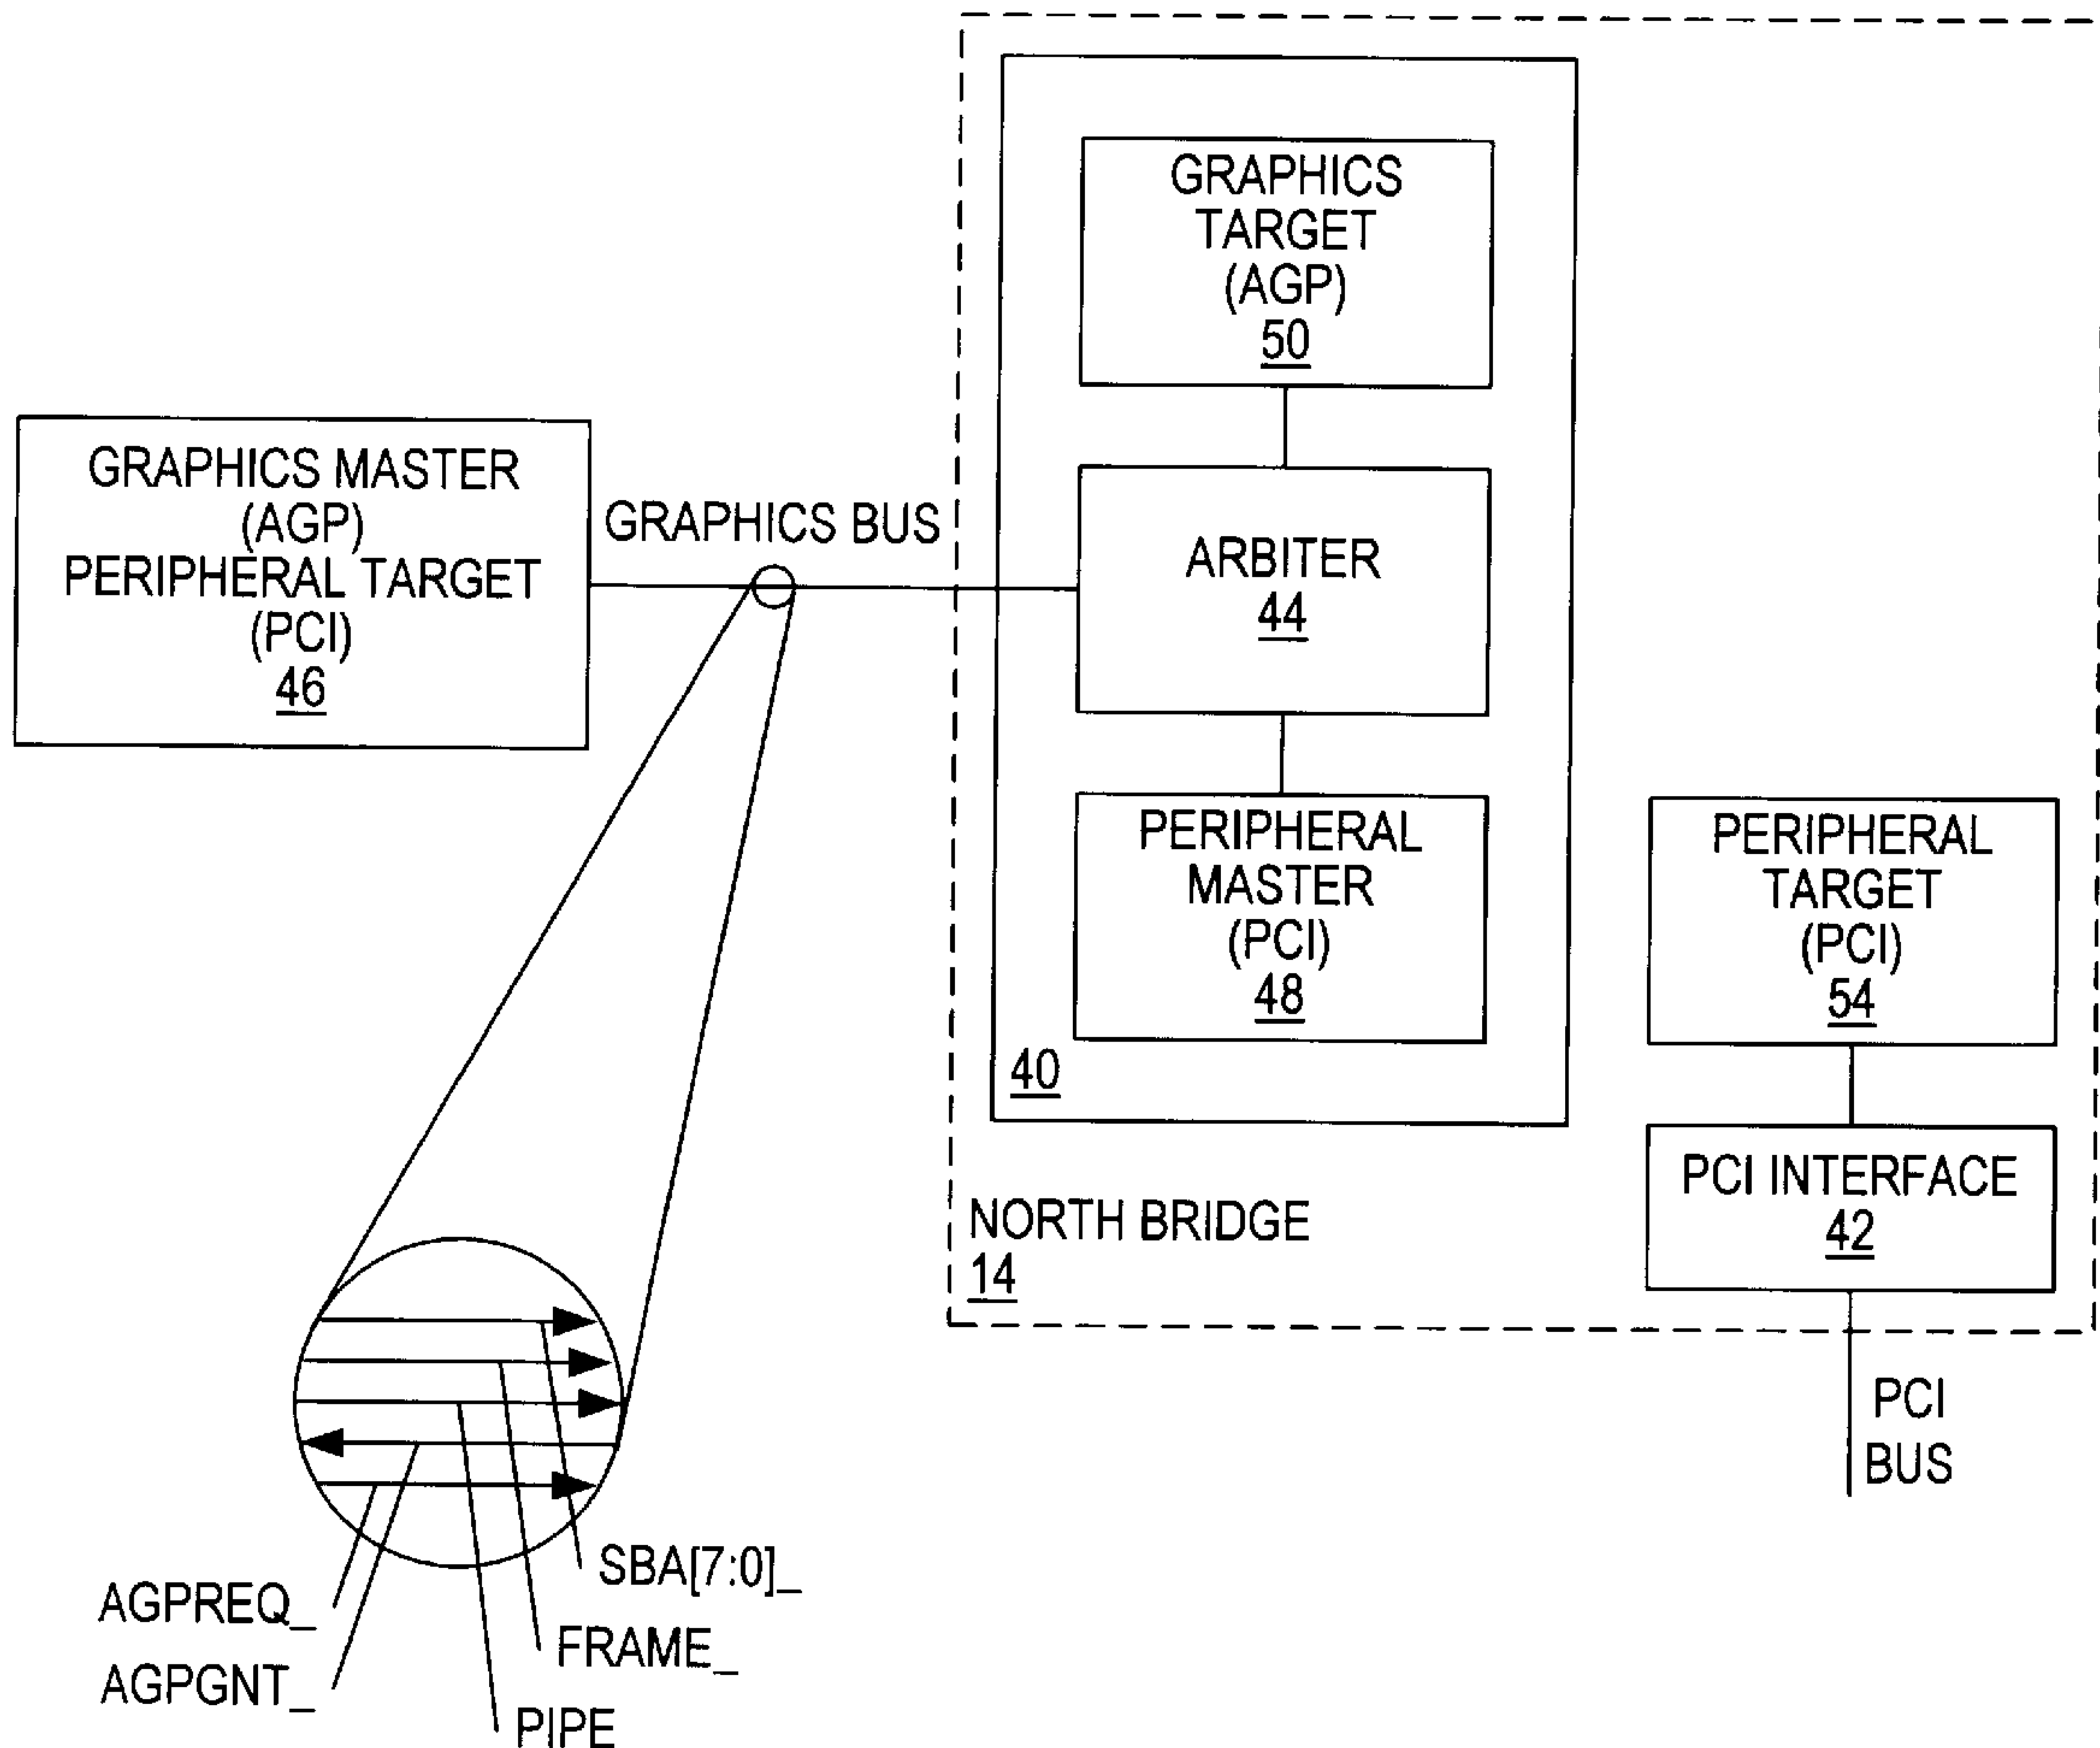 GRAPHICS MASTER
(AGP)
PERIPHERAL TARGET
(PCI)
46
GRAPHICS BUS
GRAPHICS
TARGET
(AGP)
50
ARBITER
44
PERIPHERAL
MASTER
(PCI)
48
40
NORTH BRIDGE
14
PERIPHERAL
TARGET
(PCI)
54
PCI INTERFACE
42
PCI
BUS
SBA[7:0]_
FRAME_
PIPE
AGPREQ_
AGPGNT_